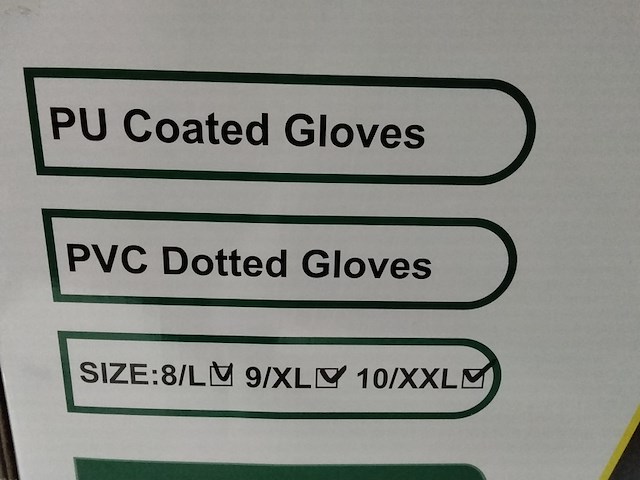 PU Coated Gloves
PVC Dotted Gloves
SIZE:8/L☑ 9/XL☑ 10/XXL☑